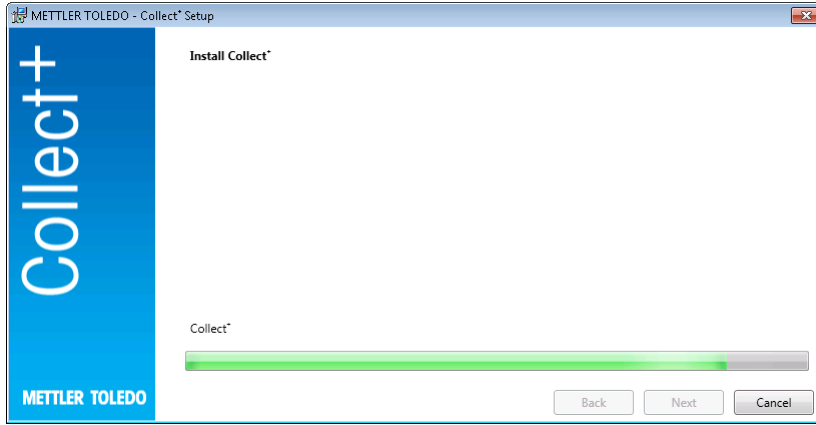 METTLER TOLEDO - Collect⁺ Setup
Install Collect⁺
Collect+
Collect⁺
METTLER TOLEDO
Back
Next
Cancel